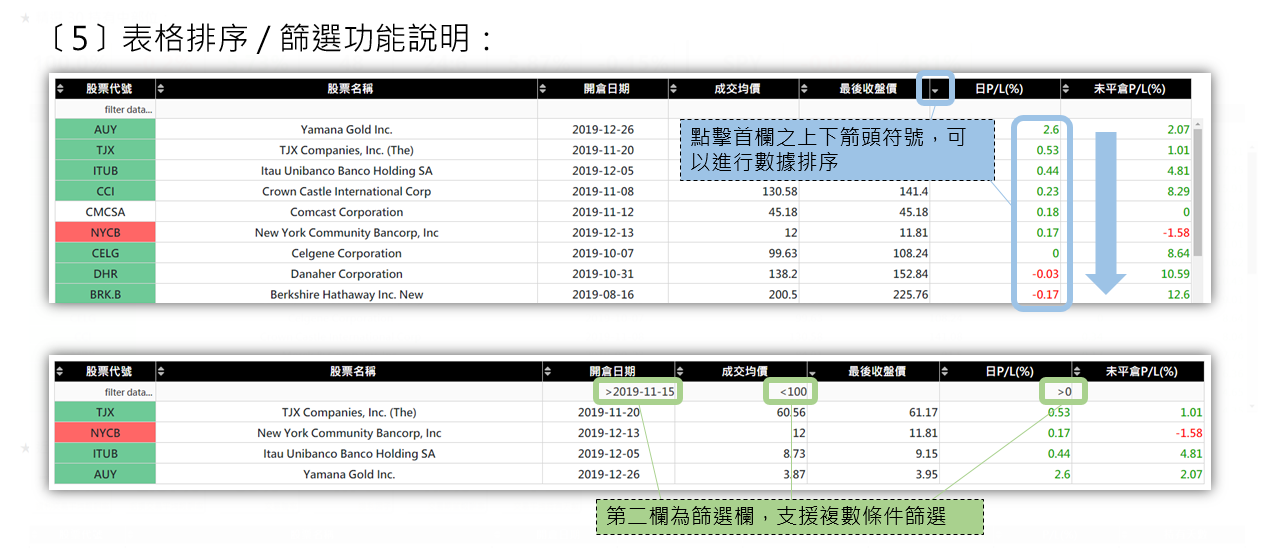 〔5〕表格排序 / 篩選功能說明：
股票代號 股票名稱 開倉日期 成交均價 最後收盤價 日P/L(%) 未平倉P/L(%)
filter data...
AUY Yamana Gold Inc. 2019-12-26 2.6 2.07
TJX TJX Companies, Inc. (The) 2019-11-20 0.53 1.01
ITUB Itau Unibanco Banco Holding SA 2019-12-05 0.44 4.81
點擊首欄之上下箭頭符號，可
以進行數據排序
CCI Crown Castle International Corp 2019-11-08 130.58 141.4 0.23 8.29
CMCSA Comcast Corporation 2019-11-12 45.18 45.18 0.18 0
NYCB New York Community Bancorp, Inc 2019-12-13 12 11.81 0.17 -1.58
CELG Celgene Corporation 2019-10-07 99.63 108.24 0 8.64
DHR Danaher Corporation 2019-10-31 138.2 152.84 -0.03 10.59
BRK.B Berkshire Hathaway Inc. New 2019-08-16 200.5 225.76 -0.17 12.6
股票代號 股票名稱 開倉日期 成交均價 最後收盤價 日P/L(%) 未平倉P/L(%)
filter data... >2019-11-15 <100 >0
TJX TJX Companies, Inc. (The) 2019-11-20 60.56 61.17 0.53 1.01
NYCB New York Community Bancorp, Inc 2019-12-13 12 11.81 0.17 -1.58
ITUB Itau Unibanco Banco Holding SA 2019-12-05 8.73 9.15 0.44 4.81
AUY Yamana Gold Inc. 2019-12-26 3.87 3.95 2.6 2.07
第二欄為篩選欄，支援複數條件篩選